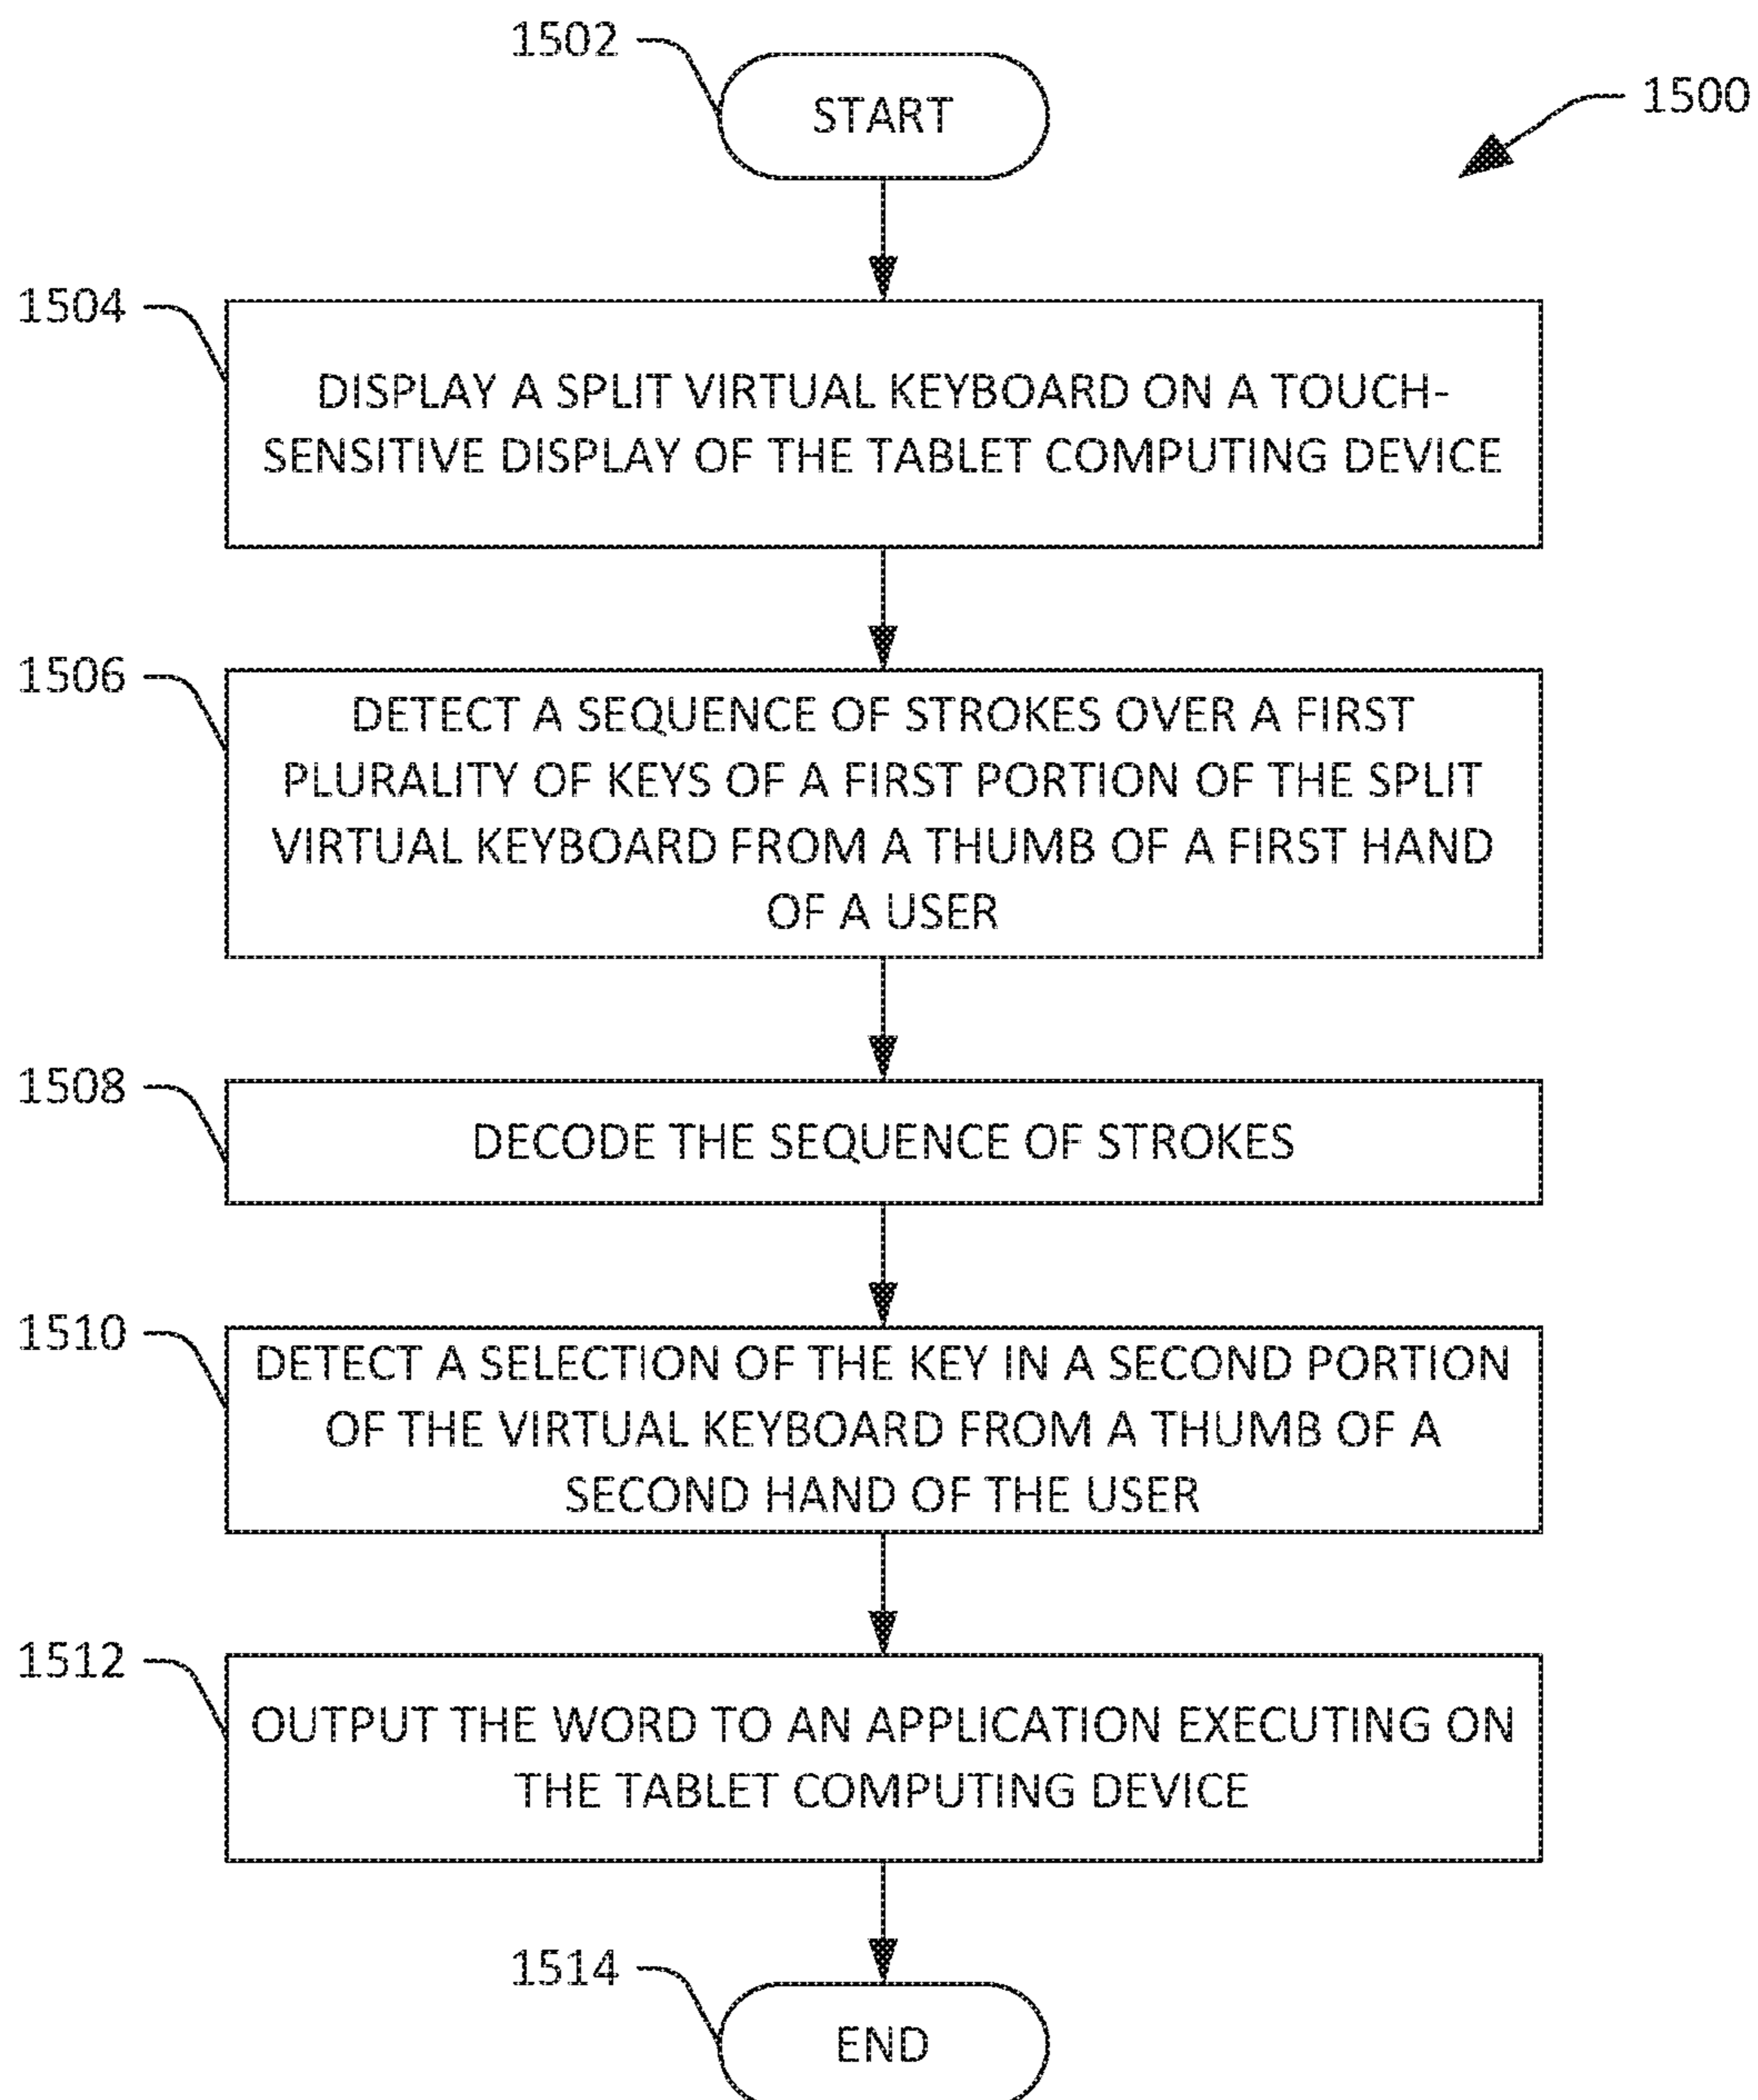 1502
START
1500
1504
DISPLAY A SPLIT VIRTUAL KEYBOARD ON A TOUCH-
SENSITIVE DISPLAY OF THE TABLET COMPUTING DEVICE
1506
DETECT A SEQUENCE OF STROKES OVER A FIRST
PLURALITY OF KEYS OF A FIRST PORTION OF THE SPLIT
VIRTUAL KEYBOARD FROM A THUMB OF A FIRST HAND
OF A USER
1508
DECODE THE SEQUENCE OF STROKES
1510
DETECT A SELECTION OF THE KEY IN A SECOND PORTION
OF THE VIRTUAL KEYBOARD FROM A THUMB OF A
SECOND HAND OF THE USER
1512
OUTPUT THE WORD TO AN APPLICATION EXECUTING ON
THE TABLET COMPUTING DEVICE
1514
END